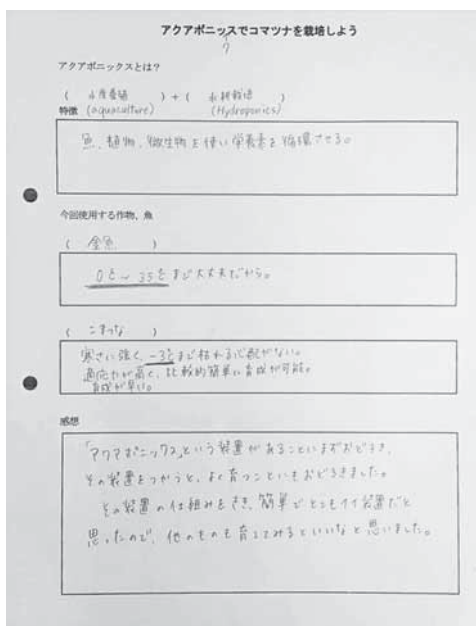 アクアポニッスでコマツナを栽培しよう
ク
アクアポニックスとは？
( 水産養殖 ) + ( 水耕栽培 )
特徴 (aquaculture) (Hydroponics)
魚、植物、微生物を使い栄養素を循環させる。
今回使用する作物、魚
( 金魚 )
0℃〜35℃まで大丈夫だから。
( こまつな )
寒さに強く、-3℃まで枯れる心配がない。
適応力が高く、比較的簡単に育成が可能。
育成が早い。
感想
「アクアポニックス」という装置があることにまずおどろき、
その装置をつかうと、よく育つことにもおどろきました。
その装置の仕組みをきき、簡単でとてもイイ装置だと
思ったので、他のものも育ててみるといいなと思いました。